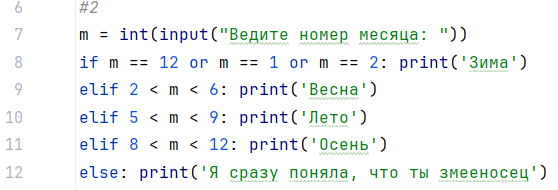 6 #2
7 m = int(input("Ведите номер месяца: "))
8 if m == 12 or m == 1 or m == 2: print('Зима')
9 elif 2 < m < 6: print('Весна')
10 elif 5 < m < 9: print('Лето')
11 elif 8 < m < 12: print('Осень')
12 else: print('Я сразу поняла, что ты змееносец')